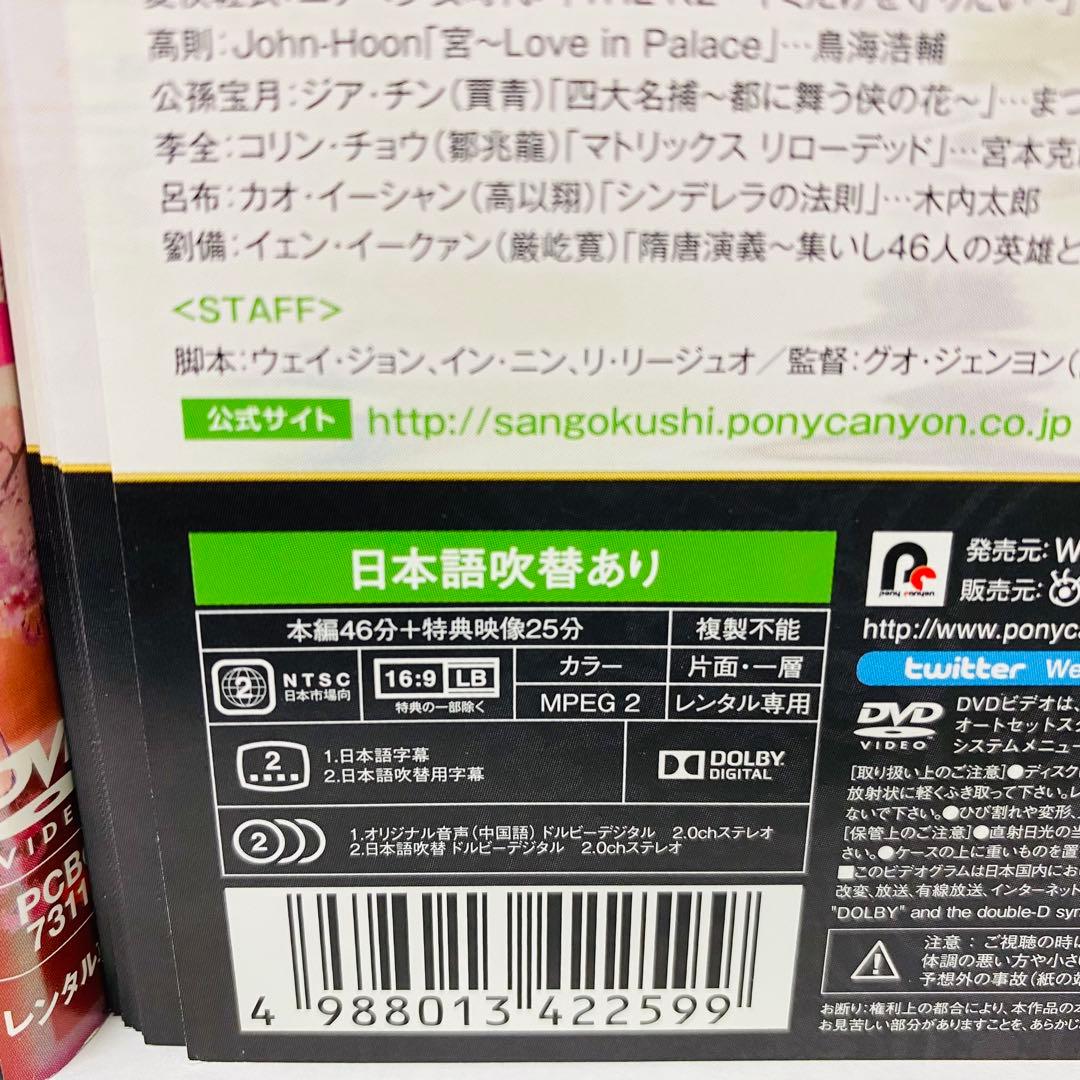 高則：John-Hoon「宮～Love in Palace」…鳥海浩輔
公孫宝月：ジア・チン(賈青)「四大名捕～都に舞う侠の花～」…まつ
李全：コリン・チョウ(鄒兆龍)「マトリックス リローデッド」…宮本克
呂布：カオ・イーシャン(高以翔)「シンデレラの法則」…木内太郎
劉備：イェン・イークァン(厳屹寛)「隋唐演義～集いし46人の英雄と
<STAFF>
脚本：ウェイ・ジョン、イン・ニン、リ・リージュオ／監督：グオ・ジェンヨン(
公式サイト http://sangokushi.ponycanyon.co.jp
日本語吹替あり
本編46分＋特典映像25分 複製不能
2 NTSC 日本市場向
16:9 LB
特典の一部除く
カラー 片面・一層
MPEG 2 レンタル専用
2
1.日本語字幕
2.日本語吹替用字幕
DOLBY DIGITAL
2
1.オリジナル音声(中国語) ドルビーデジタル 2.0chステレオ
2.日本語吹替 ドルビーデジタル 2.0chステレオ
4 988013 422599
pony canyon
発売元：W
販売元：
http://www.ponyca
twitter We
DVD VIDEO
DVDビデオは、
オートセットスタ
システムメニュー
[取り扱い上のご注意]●ディスクに
放射状に軽くふき取って下さい。レ
ないで下さい。●ひび割れや変形、
[保管上のご注意]●直射日光の当
さい。●ケースの上に重いものを置
■このビデオグラムは日本国内にお
改変、放送、有線放送、インターネット
"DOLBY" and the double-D sym
注意：ご視聴の時に
体調の悪い方や小さ
予想外の事故(紙の端
お断り：権利上の都合により、本作品の本
お見苦しい部分がありますことを、あらかじ
DVD
VIDE
PCB
7311
レンタル